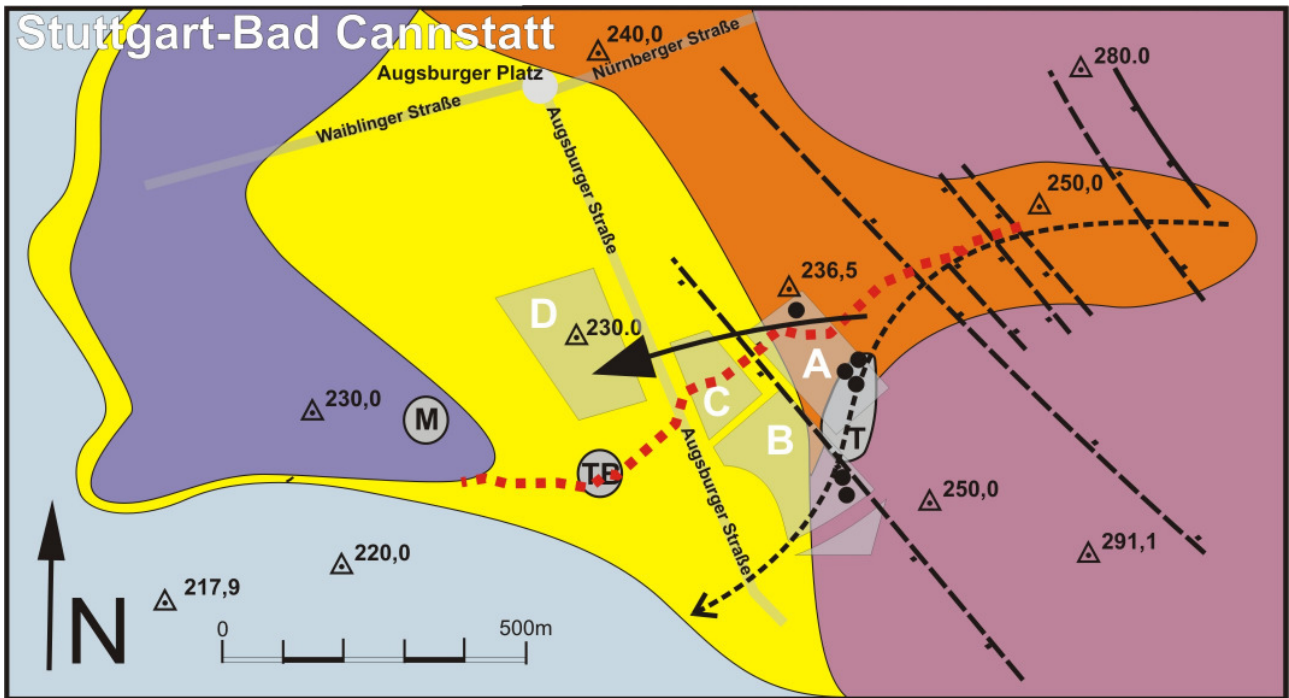 Stuttgart-Bad Cannstatt
240,0
Nürnberger Straße
280.0
Augsburger Platz
Waiblinger Straße
Augsburger Straße
250,0
236,5
D
230.0
A
C
230,0
M
B
T
TB
Augsburger Straße
250,0
291,1
220,0
217,9
N
0
500m